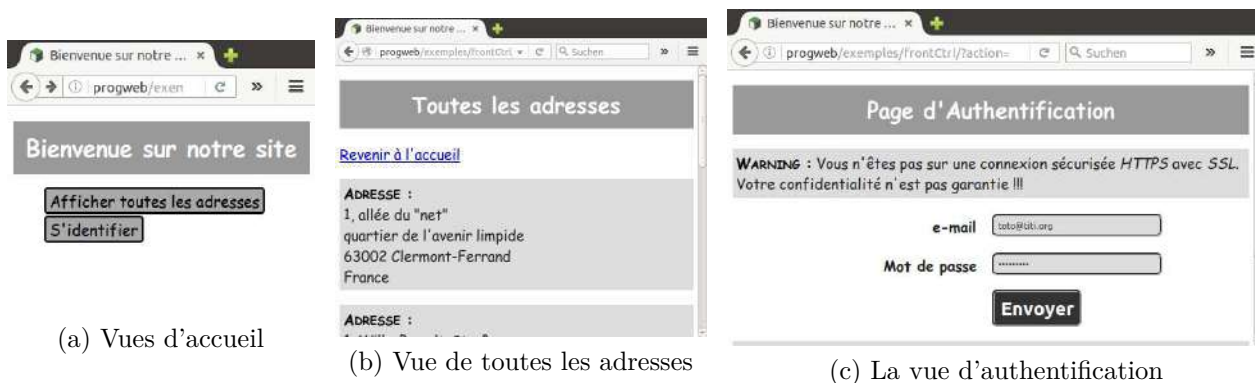 Bienvenue sur notre ... ×
progweb/exem
Bienvenue sur notre site
Afficher toutes les adresses
S'identifier
(a) Vues d'accueil
Bienvenue sur notre ... ×
progweb/exemples/frontCtrl
Suchen
Toutes les adresses
Revenir à l'accueil
ADRESSE :
1, allée du "net"
quartier de l'avenir limpide
63002 Clermont-Ferrand
France
ADRESSE :
(b) Vue de toutes les adresses
Bienvenue sur notre ... ×
progweb/exemples/frontCtrl/?action=
Suchen
Page d'Authentification
WARNING : Vous n'êtes pas sur une connexion sécurisée HTTPS avec SSL.
Votre confidentialité n'est pas garantie !!!
e-mail toto@titi.org
Mot de passe
Envoyer
(c) La vue d'authentification